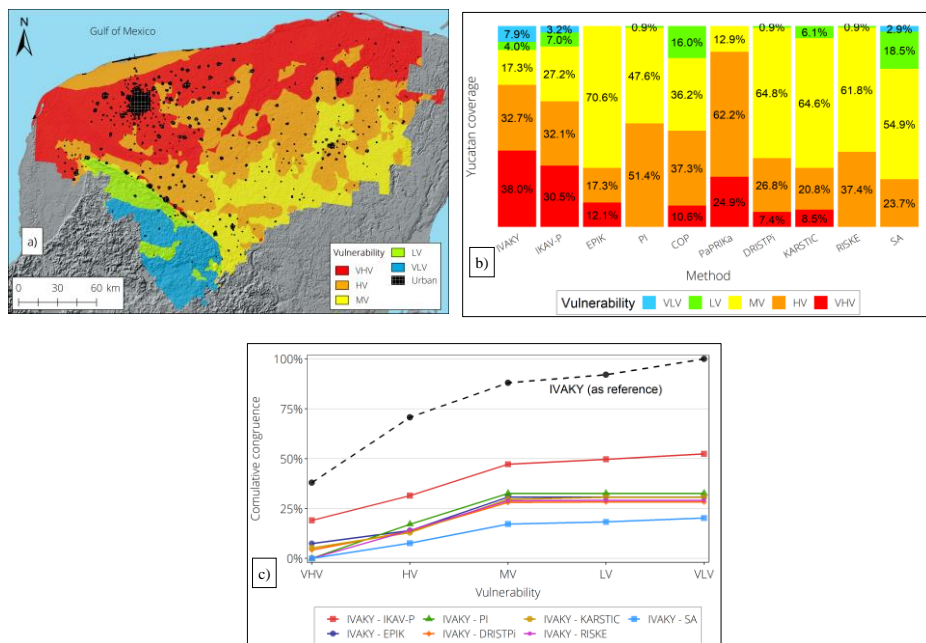 N
Gulf of Mexico
a)
0 30 60 km
Vulnerability
VHV
HV
MV
LV
VLV
Urban
Yucatan coverage
7.9% 3.2% 0.9% 12.9% 0.9% 6.1% 0.9% 2.9%
4.0% 7.0% 16.0% 18.5%
17.3% 27.2% 70.6% 47.6% 36.2% 62.2% 64.8% 64.6% 61.8% 54.9%
32.7% 32.1% 17.3% 51.4% 37.3% 24.9% 26.8% 20.8% 37.4% 23.7%
38.0% 30.5% 12.1% 10.6% 7.4% 8.5%
IVAKY IKAV-P EPIK PI COP PaPRIKa DRISTPi KARSTIC RISKE SA
b)
Method
Vulnerability VLV LV MV HV VHV
Comulative congruence
100%
75%
50%
25%
0%
IVAKY (as reference)
c)
VHV HV MV LV VLV
Vulnerability
IVAKY - IKAV-P IVAKY - PI IVAKY - KARSTIC IVAKY - SA
IVAKY - EPIK IVAKY - DRISTPi IVAKY - RISKE